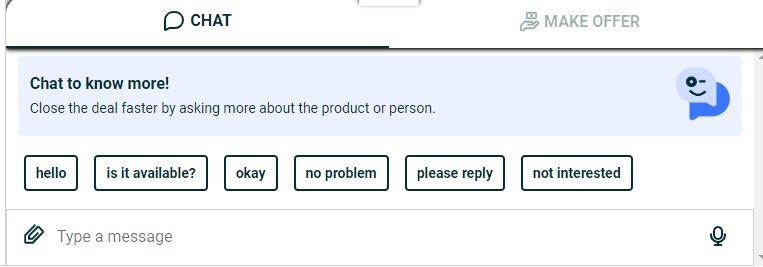 CHAT
MAKE OFFER
Chat to know more!
Close the deal faster by asking more about the product or person.
hello
is it available?
okay
no problem
please reply
not interested
Type a message